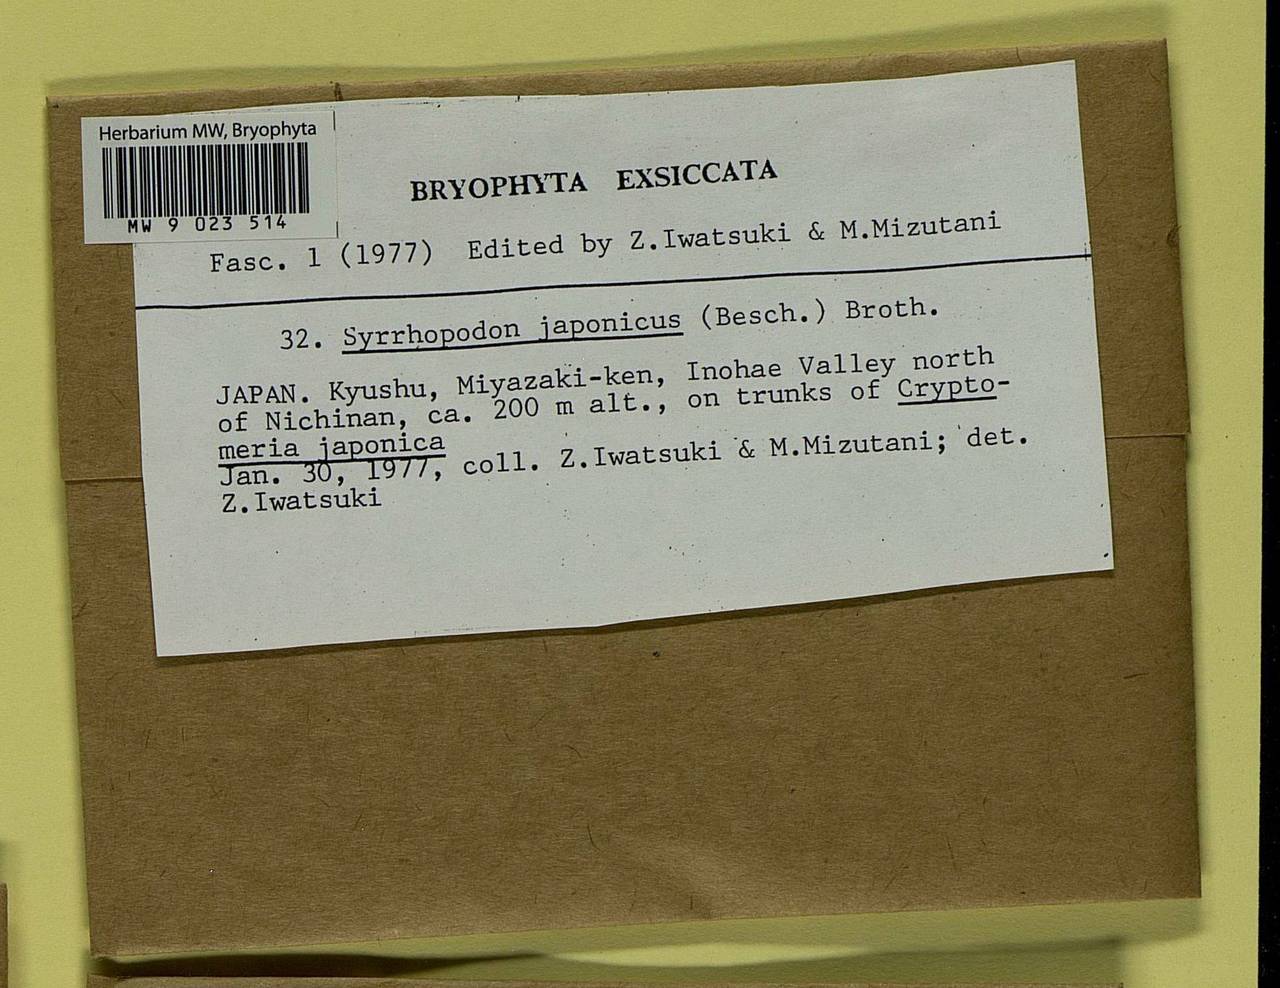 Herbarium MW, Bryophyta
MW 9 023 514
BRYOPHYTA EXSICCATA
Fasc. 1 (1977) Edited by Z.Iwatsuki & M.Mizutani
32. Syrrhopodon japonicus (Besch.) Broth.
JAPAN. Kyushu, Miyazaki-ken, Inohae Valley north
of Nichinan, ca. 200 m alt., on trunks of Crypto-
meria japonica
Jan. 30, 1977, coll. Z.Iwatsuki & M.Mizutani; det.
Z.Iwatsuki